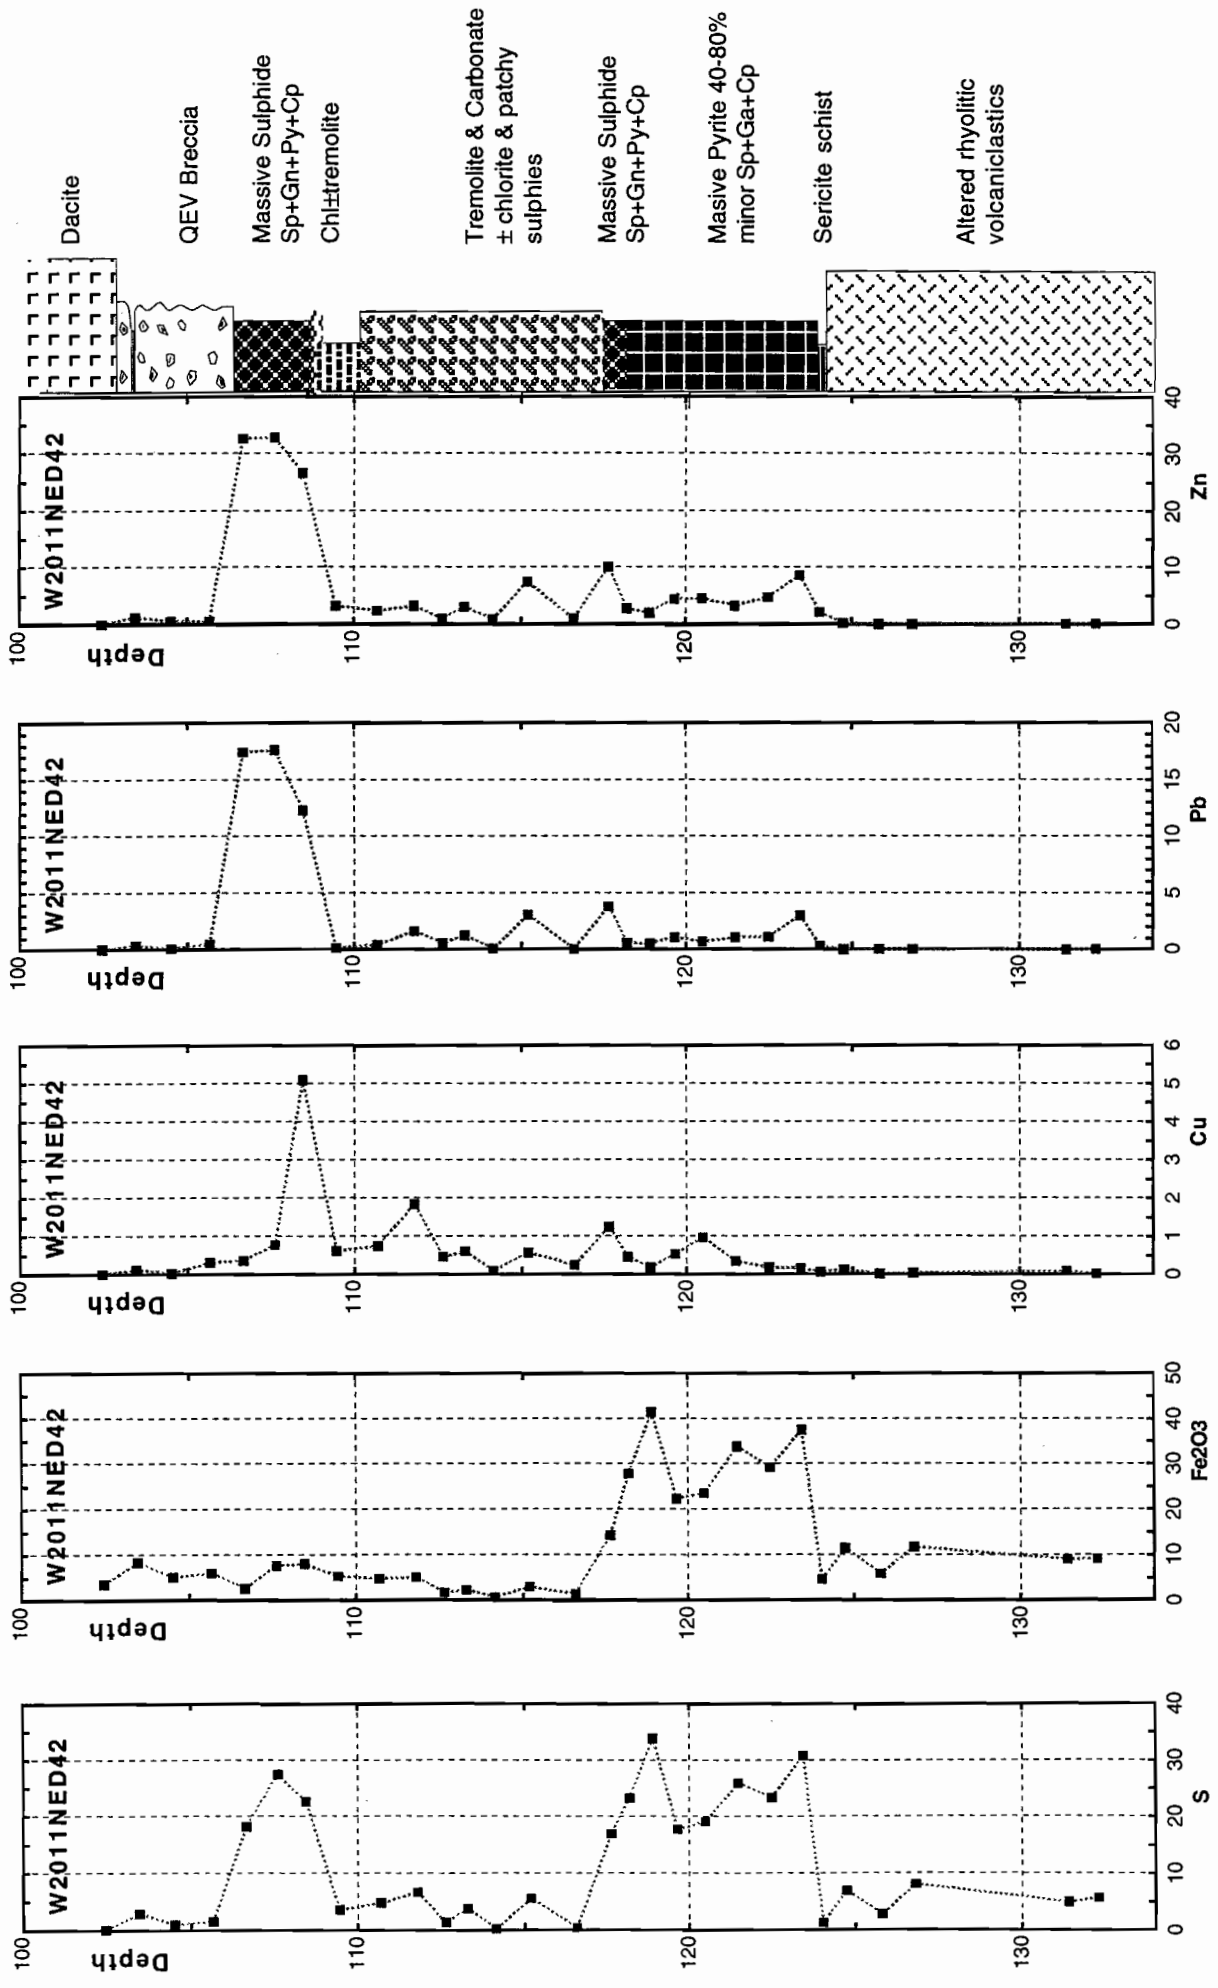 Dacite
QEV Breccia
Massive Sulphide
Sp+Gn+Py+Cp
Chl±tremolite
Tremolite & Carbonate
± chlorite & patchy
sulphies
Massive Sulphide
Sp+Gn+Py+Cp
Masive Pyrite 40-80%
minor Sp+Ga+Cp
Sericite schist
Altered rhyolitic
volcaniclastics
W2011NED42
Depth
100
110
120
130
0
10
20
30
40
Zn
W2011NED42
Depth
100
110
120
130
0
5
10
15
20
Pb
W2011NED42
Depth
100
110
120
130
0
1
2
3
4
5
6
Cu
W2011NED42
Depth
100
110
120
130
0
10
20
30
40
50
Fe2O3
W2011NED42
Depth
100
110
120
130
0
10
20
30
40
S